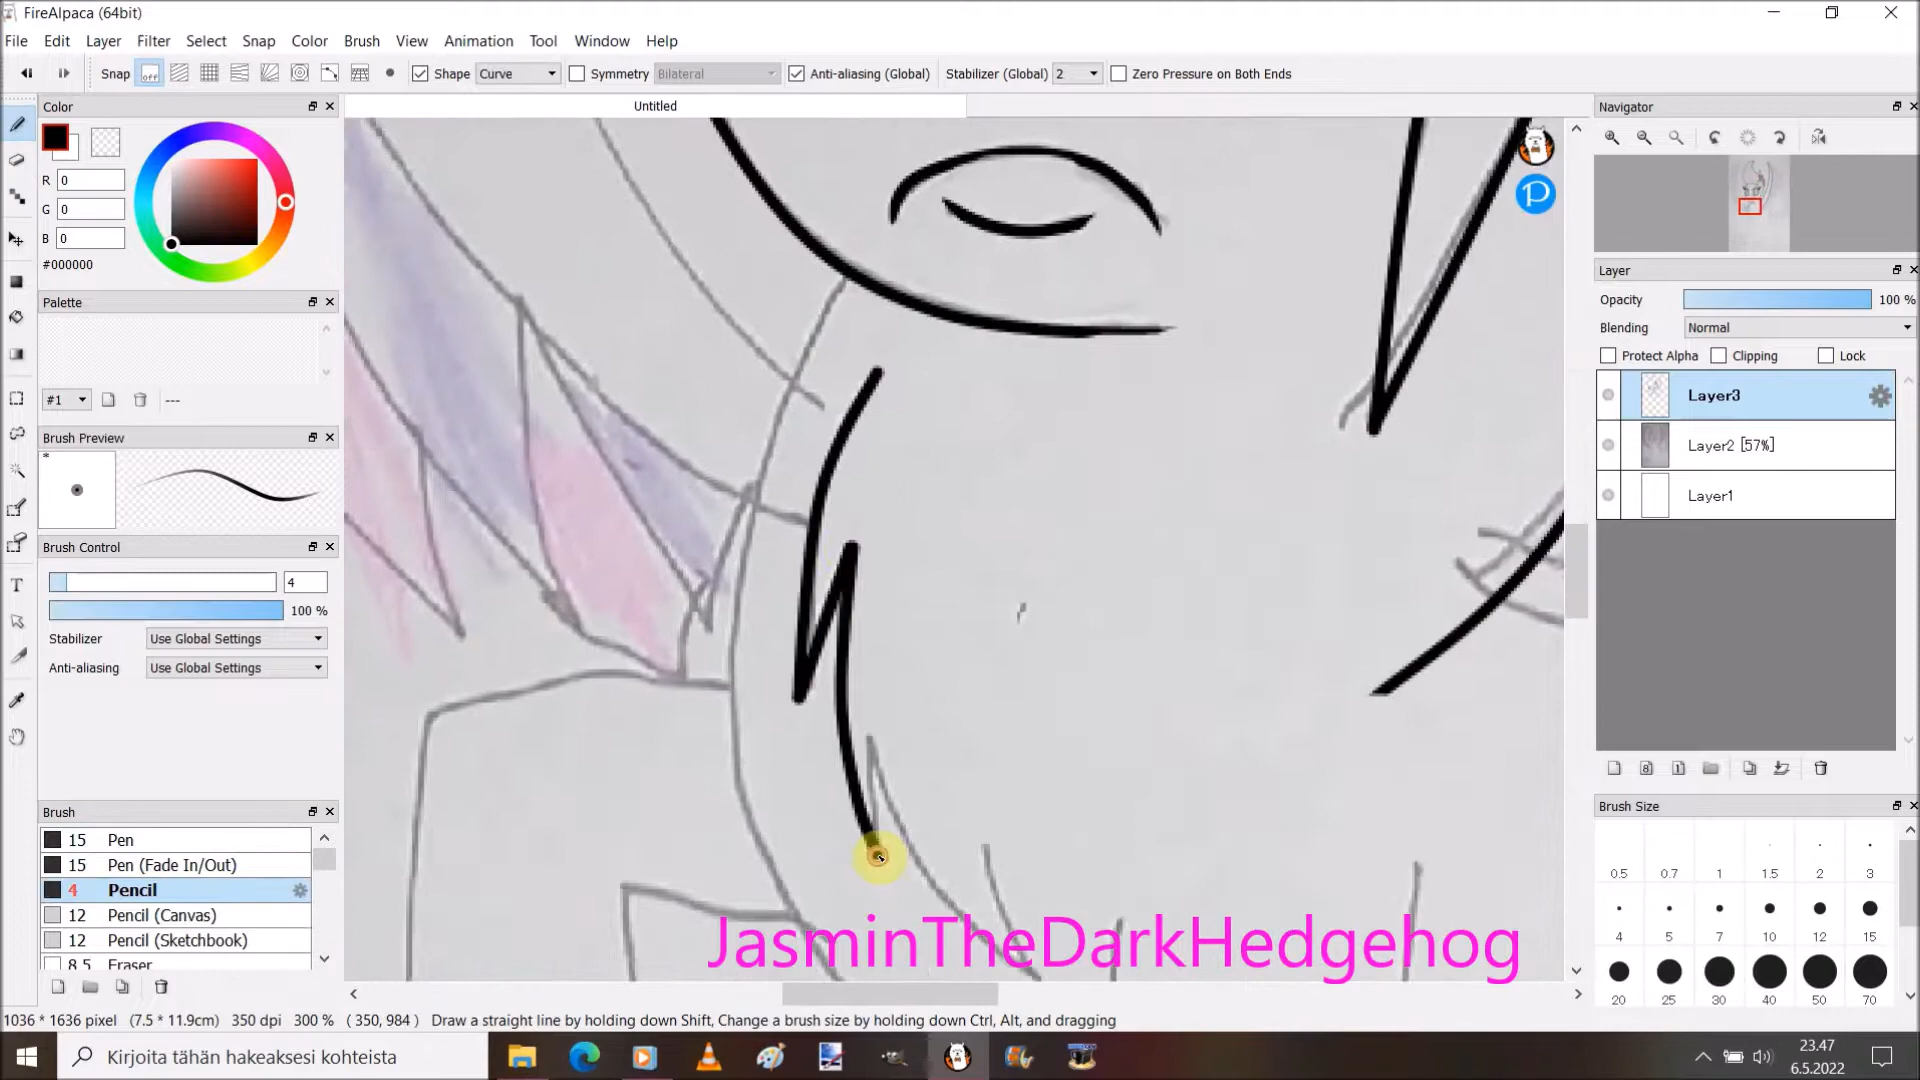 FireAlpaca (64bit)
File Edit Layer Filter Select Snap Color Brush View Animation Tool Window Help
Snap off Shape Curve Symmetry Bilateral Anti-aliasing (Global) Stabilizer (Global) 2 Zero Pressure on Both Ends
Color
Untitled
Navigator
R 0
G 0
B 0
#000000
Palette
#1 ---
Brush Preview
*
Brush Control
4
100 %
Stabilizer Use Global Settings
Anti-aliasing Use Global Settings
Brush
15 Pen
15 Pen (Fade In/Out)
4 Pencil
12 Pencil (Canvas)
12 Pencil (Sketchbook)
8.5 Eraser
P
Layer
Opacity 100 %
Blending Normal
Protect Alpha Clipping Lock
Layer3
Layer2 [57%]
Layer1
8 1
Brush Size
0.5 0.7 1 1.5 2 3
4 5 7 10 12 15
20 25 30 40 50 70
T
JasminTheDarkHedgehog
1036 * 1636 pixel (7.5 * 11.9cm) 350 dpi 300 % ( 350, 984 ) Draw a straight line by holding down Shift, Change a brush size by holding down Ctrl, Alt, and dragging
Kirjoita tähän hakeaksesi kohteista
23.47
6.5.2022